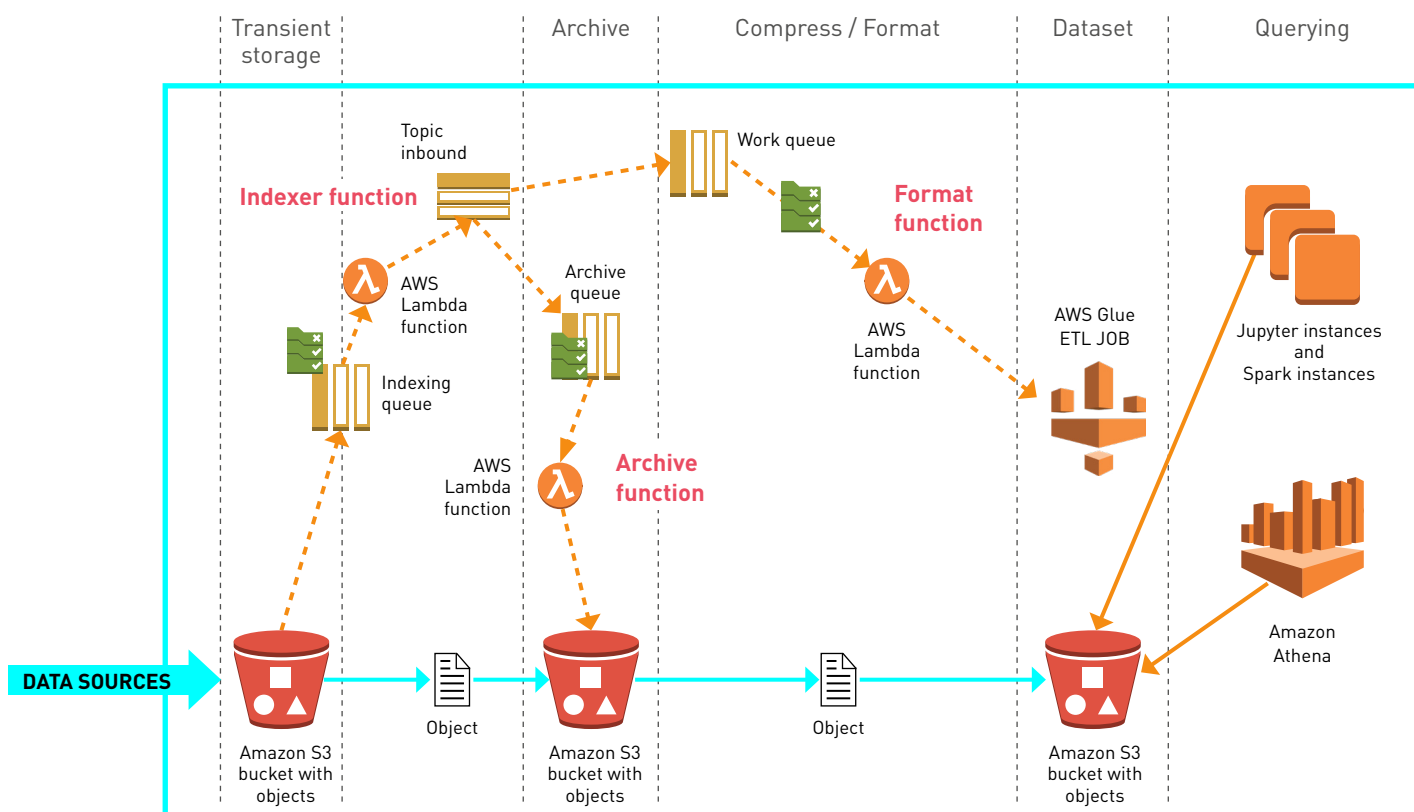 Transient
storage
Archive
Compress / Format
Dataset
Querying
Topic
inbound
Work queue
Indexer function
Format
function
AWS
Lambda
function
Archive
queue
AWS
Lambda
function
AWS Glue
ETL JOB
Jupyter instances
and
Spark instances
Indexing
queue
AWS
Lambda
function
Archive
function
Amazon
Athena
DATA SOURCES
Object
Object
Amazon S3
bucket with
objects
Amazon S3
bucket with
objects
Amazon S3
bucket with
objects